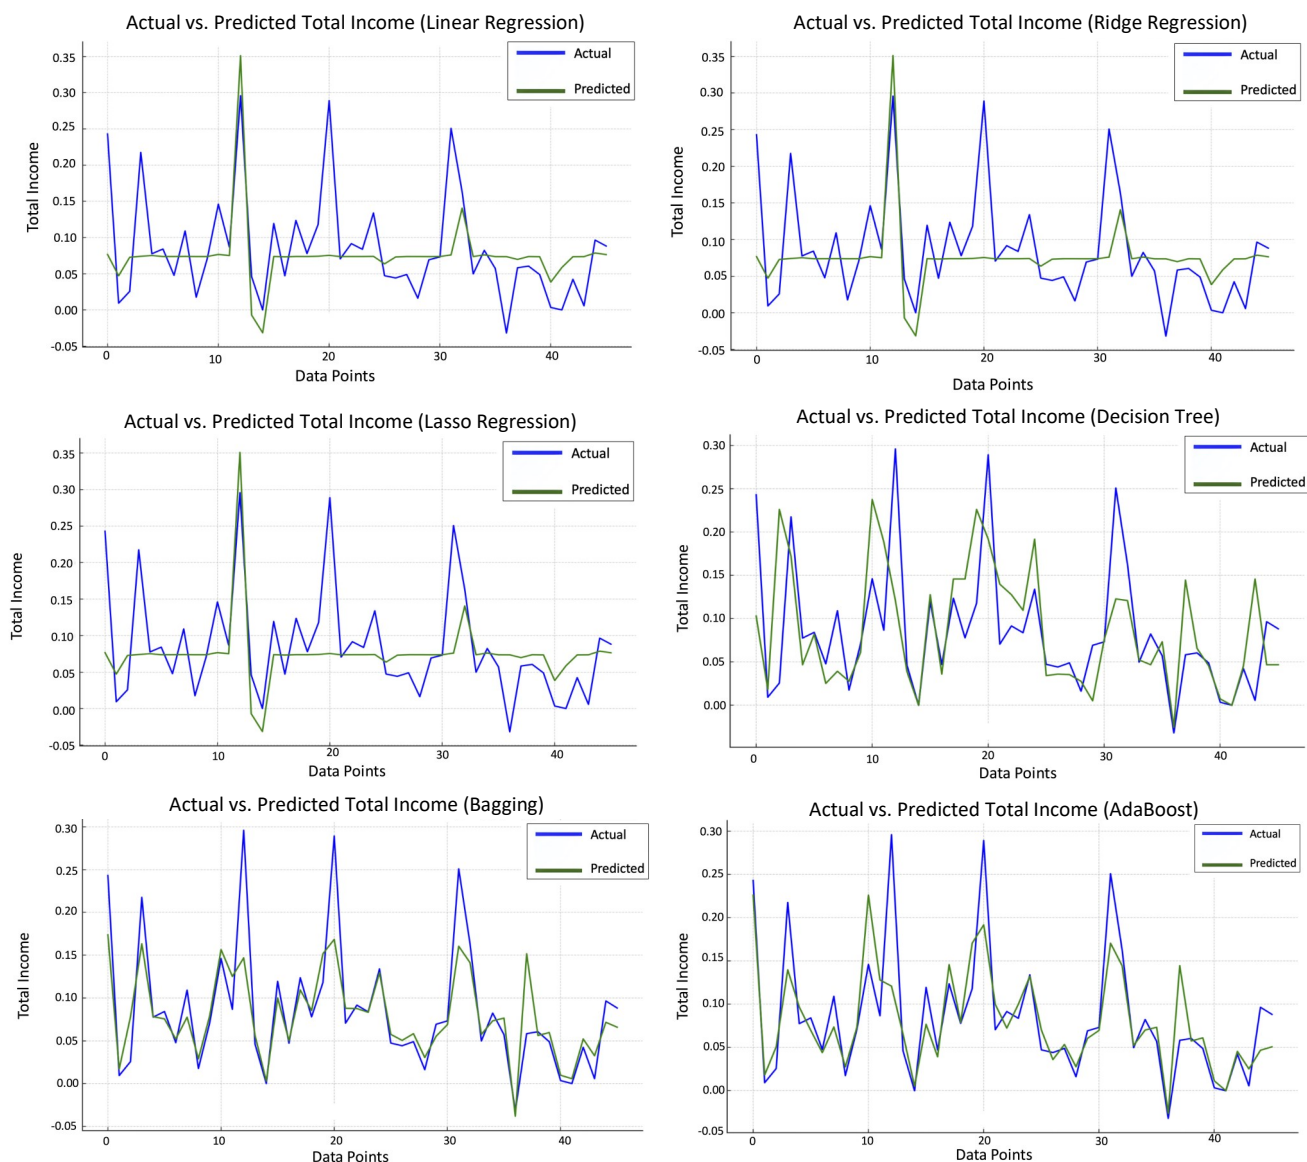 Actual vs. Predicted Total Income (Linear Regression)
Actual
Predicted
Total Income
0.35
0.30
0.25
0.20
0.15
0.10
0.05
0.00
-0.05
0 10 20 30 40
Data Points
Actual vs. Predicted Total Income (Ridge Regression)
Actual
Predicted
Total Income
0.35
0.30
0.25
0.20
0.15
0.10
0.05
0.00
-0.05
0 10 20 30 40
Data Points
Actual vs. Predicted Total Income (Lasso Regression)
Actual
Predicted
Total Income
0.35
0.30
0.25
0.20
0.15
0.10
0.05
0.00
-0.05
0 10 20 30 40
Data Points
Actual vs. Predicted Total Income (Decision Tree)
Actual
Predicted
Total Income
0.30
0.25
0.20
0.15
0.10
0.05
0.00
0 10 20 30 40
Data Points
Actual vs. Predicted Total Income (Bagging)
Actual
Predicted
Total Income
0.30
0.25
0.20
0.15
0.10
0.05
0.00
-0.05
0 10 20 30 40
Data Points
Actual vs. Predicted Total Income (AdaBoost)
Actual
Predicted
Total Income
0.30
0.25
0.20
0.15
0.10
0.05
0.00
-0.05
0 10 20 30 40
Data Points